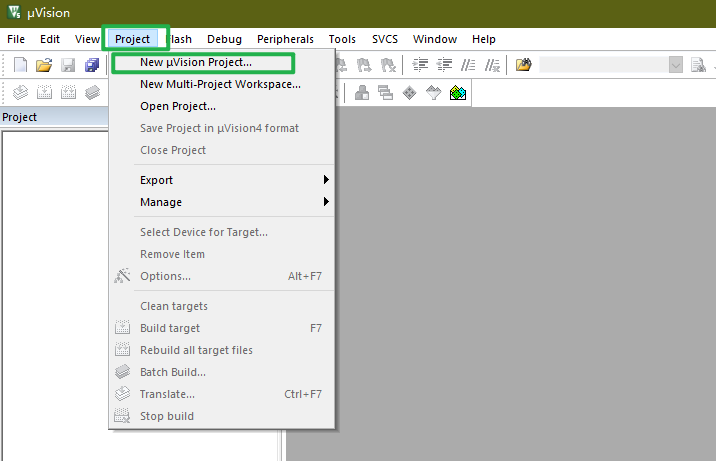 µVision
File Edit View Project Flash Debug Peripherals Tools SVCS Window Help
New µVision Project...
New Multi-Project Workspace...
Open Project...
Save Project in µVision4 format
Close Project
Export
Manage
Select Device for Target...
Remove Item
Options... Alt+F7
Clean targets
Build target F7
Rebuild all target files
Batch Build...
Translate... Ctrl+F7
Stop build
Project